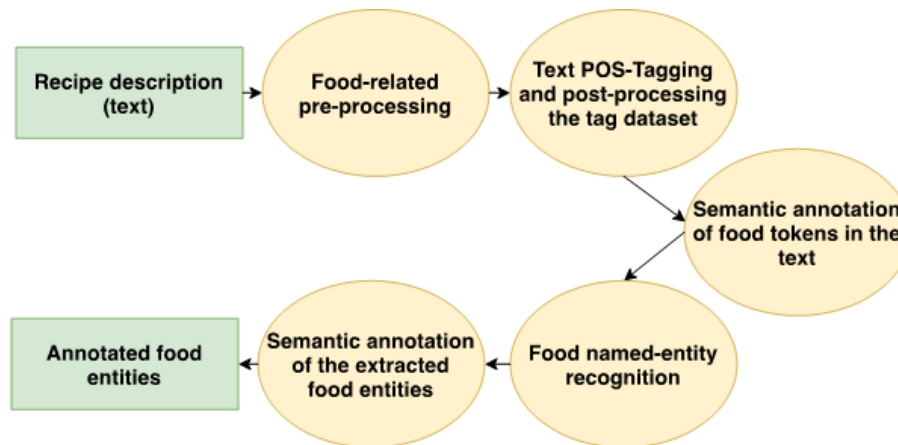 Recipe description
(text)
Food-related
pre-processing
Text POS-Tagging
and post-processing
the tag dataset
Semantic annotation
of food tokens in the
text
Food named-entity
recognition
Semantic annotation
of the extracted
food entities
Annotated food
entities